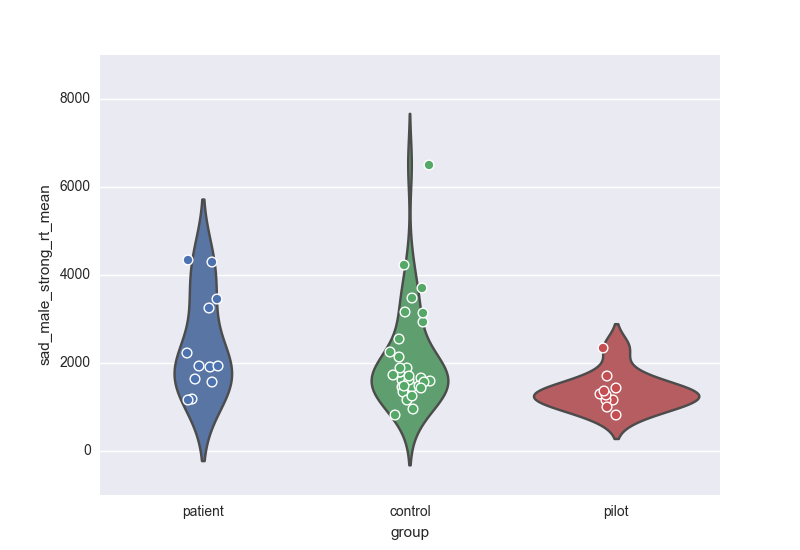 8000
6000
4000
2000
0
sad_male_strong_rt_mean
patient control pilot
group